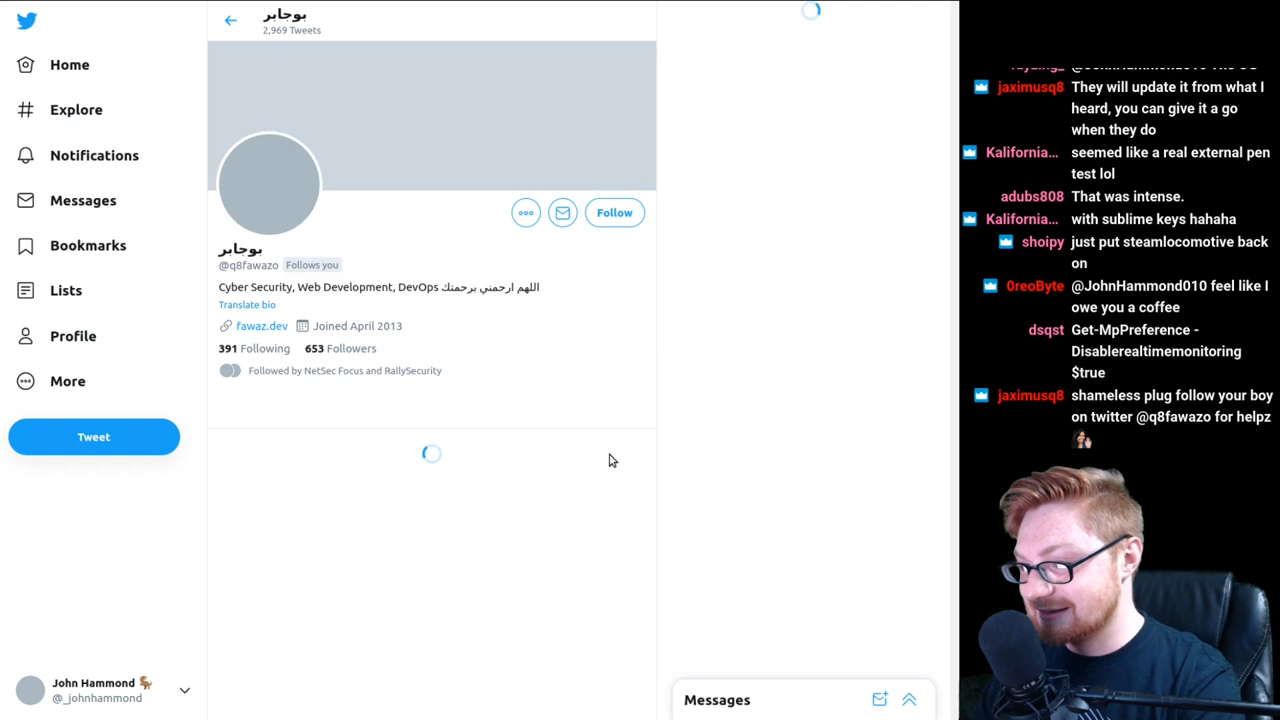 Home
Explore
Notifications
Messages
Bookmarks
Lists
Profile
More
Tweet
John Hammond 🐕‍🦺
@_johnhammond
بوجابر
2,969 Tweets
Follow
بوجابر
@q8fawazo Follows you
Cyber Security, Web Development, DevOps اللهم ارحمني برحمتك
Translate bio
fawaz.dev Joined April 2013
391 Following 653 Followers
Followed by NetSec Focus and RallySecurity
Messages
jaximusq8 They will update it from what I
heard, you can give it a go
when they do
Kalifornia... seemed like a real external pen
test lol
adubs808 That was intense.
Kalifornia... with sublime keys hahaha
shoipy just put steamlocomotive back
on
0reoByte @JohnHammond010 feel like I
owe you a coffee
dsqst Get-MpPreference -
Disablerealtimemonitoring
$true
jaximusq8 shameless plug follow your boy
on twitter @q8fawazo for helpz